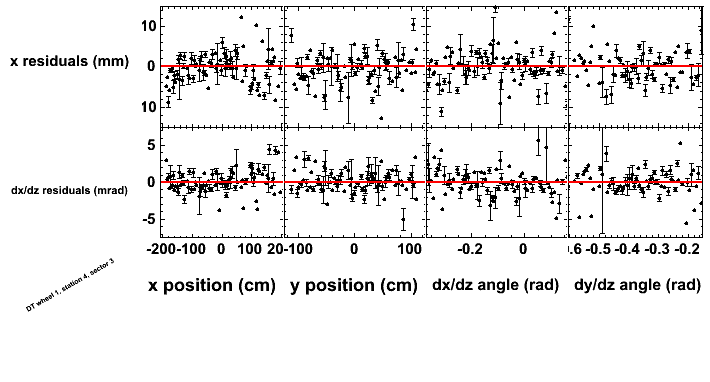 10
x residuals (mm)
0
10
5
dx/dz residuals (mrad)
0
-5
-200-100 0 100 20-100 0 100 -0.2 0 .6 -0.5 -0.4 -0.3 -0.2
x position (cm) y position (cm) dx/dz angle (rad) dy/dz angle (rad)
DT wheel 1, station 4, sector 3